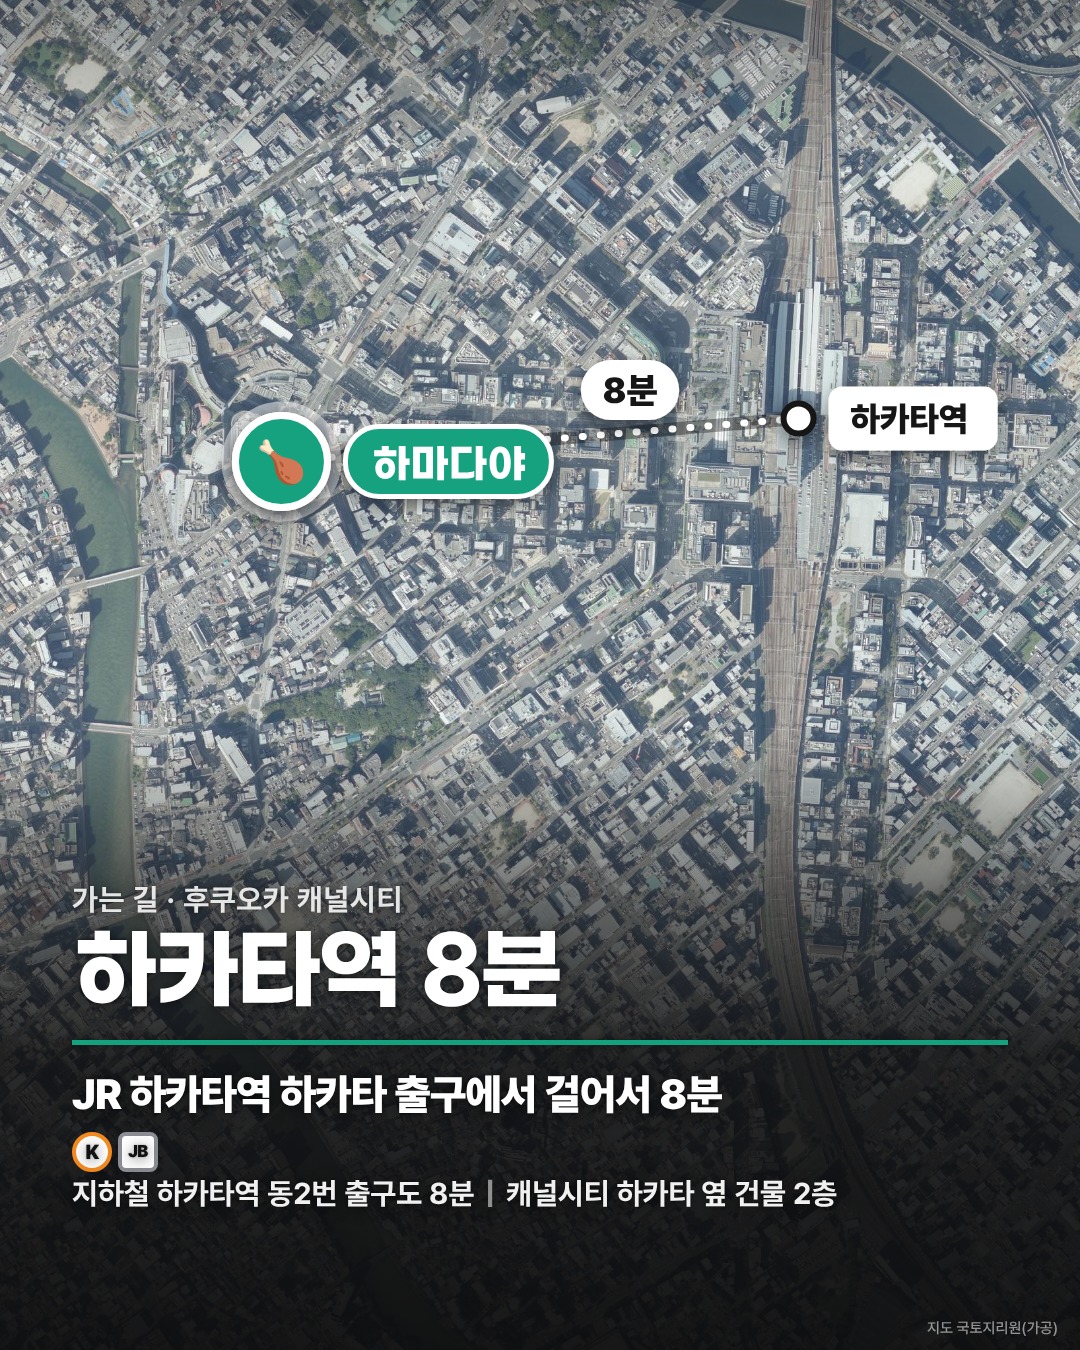 8분
하카타역
하마다야
가는 길 · 후쿠오카 캐널시티
하카타역 8분
JR 하카타역 하카타 출구에서 걸어서 8분
K JB
지하철 하카타역 동2번 출구도 8분 | 캐널시티 하카타 옆 건물 2층
지도 국토지리원(가공)